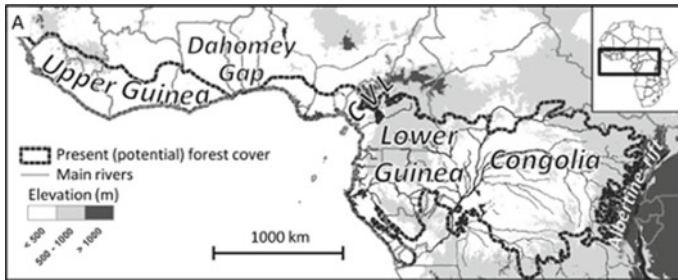 A
Dahomey
Gap
Upper Guinea
CVL
Lower
Guinea
Congolia
Albertine rift
Present (potential) forest cover
Main rivers
Elevation (m)
< 500
500 - 1000
> 1000
1000 km